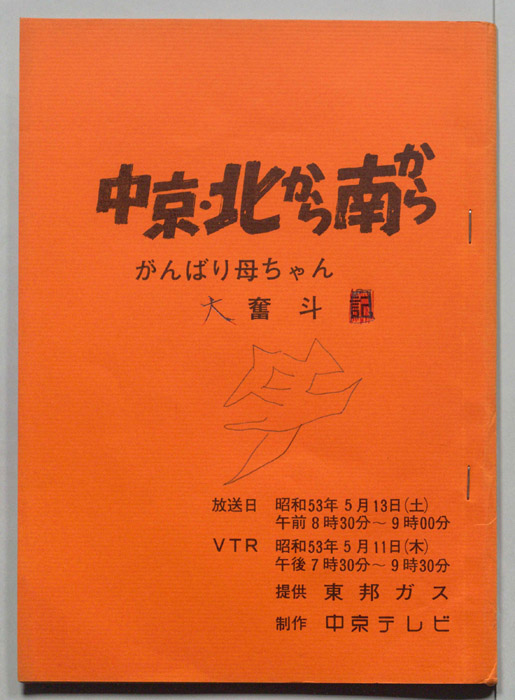 中京・北から南から
がんばり母ちゃん
大奮斗記
放送日 昭和53年5月13日(土)
午前8時30分～9時00分
VTR 昭和53年5月11日(木)
午後7時30分～9時30分
提供 東邦ガス
制作 中京テレビ